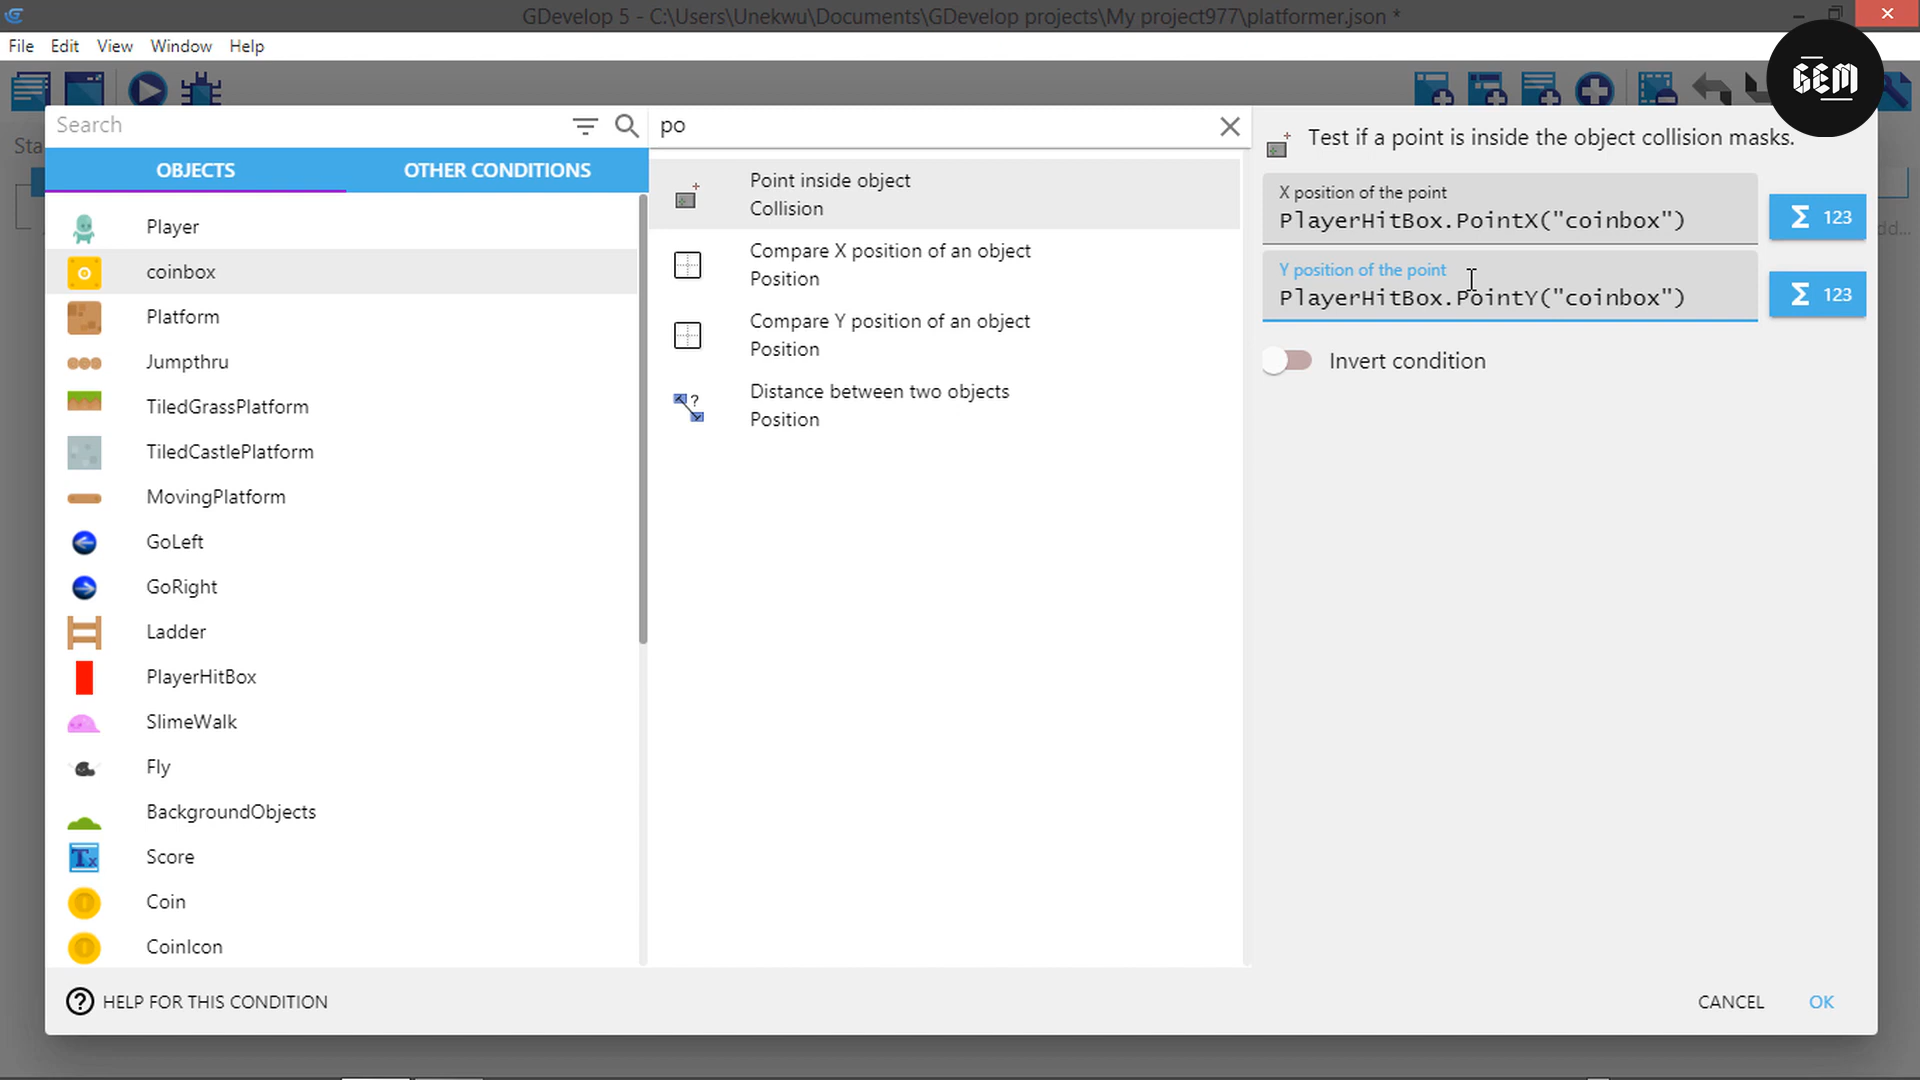 GDevelop 5 - C:\Users\Unekwu\Documents\GDevelop projects\My project977\platformer.json *
File Edit View Window Help
GEM
Sta
Search
po
OBJECTS
OTHER CONDITIONS
Player
coinbox
Platform
Jumpthru
TiledGrassPlatform
TiledCastlePlatform
MovingPlatform
GoLeft
GoRight
Ladder
PlayerHitBox
SlimeWalk
Fly
BackgroundObjects
Tx
Score
Coin
CoinIcon
Point inside object
Collision
Compare X position of an object
Position
Compare Y position of an object
Position
?
Distance between two objects
Position
Test if a point is inside the object collision masks.
X position of the point
PlayerHitBox.PointX("coinbox")
Σ 123
Y position of the point
PlayerHitBox.PointY("coinbox")
Σ 123
dd...
Invert condition
? HELP FOR THIS CONDITION
CANCEL
OK